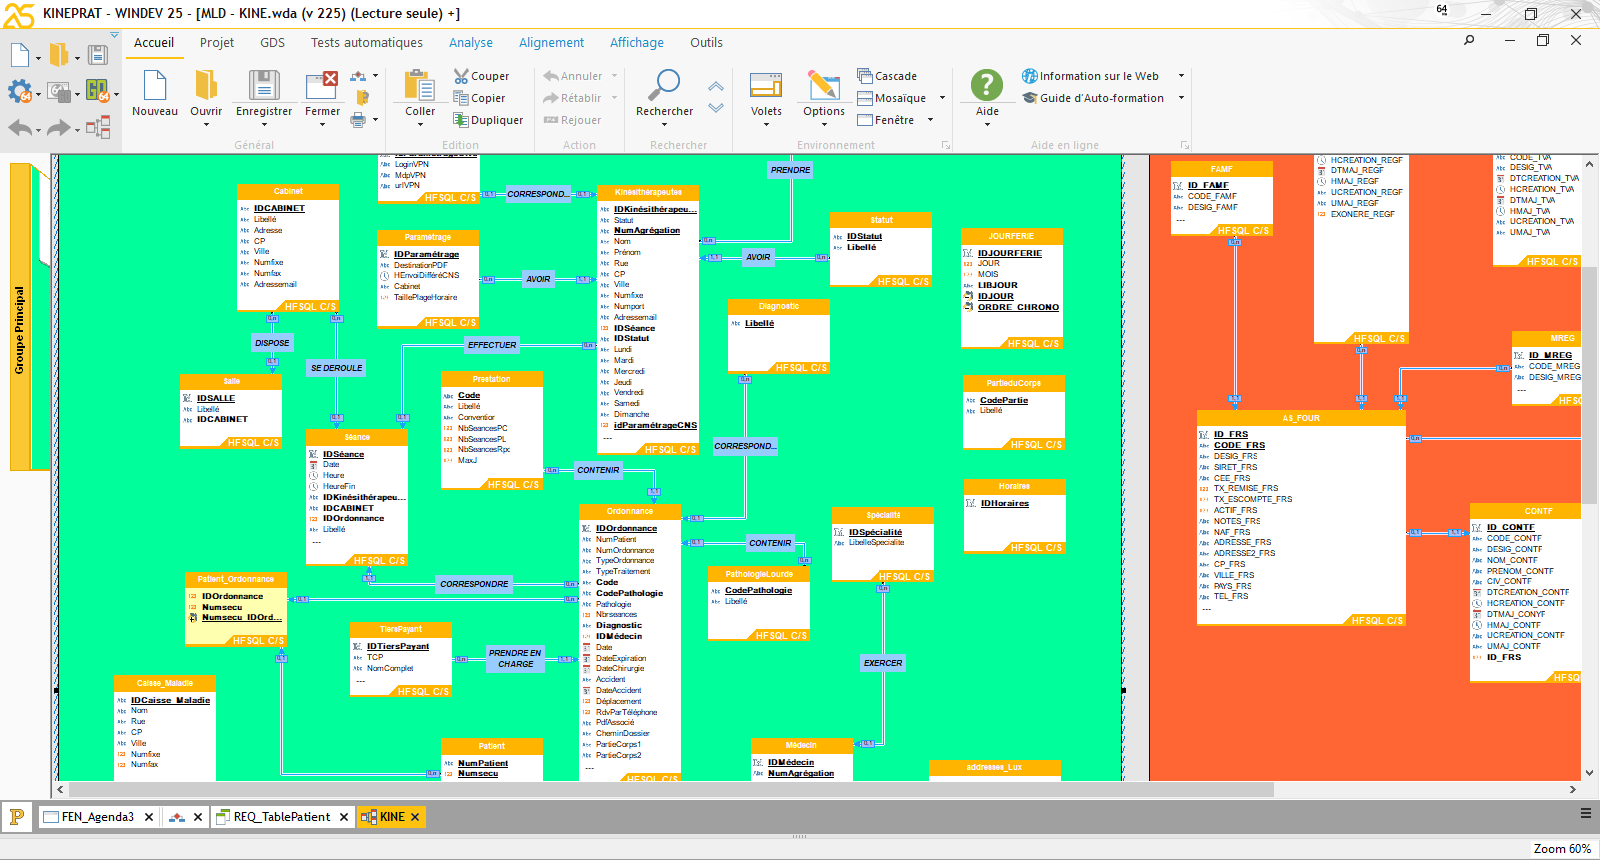 KINEPRAT - WINDEV 25 - [MLD - KINE.wda (v 225) (Lecture seule) +]
64
Accueil Projet GDS Tests automatiques Analyse Alignement Affichage Outils
Nouveau Ouvrir Enregistrer Fermer
Général
Coller
Couper
Copier
Dupliquer
Edition
Annuler
Rétablir
Rejouer
Action
Rechercher
Rechercher
Volets Options
Cascade
Mosaïque
Fenêtre
Environnement
Aide
Information sur le Web
Guide d'Auto-formation
Aide en ligne
Groupe Principal
LoginVPN
MdpVPN
urlVPN
HFSQL C/S
CORRESPOND...
PRENDRE
Cabinet
IDCABINET
Libellé
Adresse
CP
Ville
Numfixe
Numfax
Adressemail
HFSQL C/S
Paramétrage
IDParamétrage
DestinationPDF
HEnvoiDifféréCNS
Cabinet
TaillePlageHoraire
HFSQL C/S
AVOIR
Kinésithérapeutes
IDKinésithérapeu...
Statut
NumAgrégation
Nom
Prénom
Rue
CP
Ville
Numfixe
Numport
Adressemail
IDSéance
IDStatut
Lundi
Mardi
Mercredi
Jeudi
Vendredi
Samedi
Dimanche
idParamétrageCNS
---
HFSQL C/S
AVOIR
Statut
IDStatut
Libellé
HFSQL C/S
JOURFERIE
IDJOURFERIE
JOUR
MOIS
LIBJOUR
IDJOUR
ORDRE_CHRONO
HFSQL C/S
Diagnostic
Libellé
HFSQL C/S
DISPOSE
SE DEROULE
EFFECTUER
Salle
IDSALLE
Libellé
IDCABINET
HFSQL C/S
Prestation
Code
Libellé
Convention
NbSeancesPC
NbSeancesPL
NbSeancesRpc
MaxJ
HFSQL C/S
PartieduCorps
CodePartie
Libellé
HFSQL C/S
Séance
IDSéance
Date
Heure
HeureFin
IDKinésithérapeu...
IDCABINET
IDOrdonnance
Libellé
---
HFSQL C/S
CONTENIR
CORRESPOND...
Horaires
IDHoraires
HFSQL C/S
Ordonnance
IDOrdonnance
NumPatient
NumOrdonnance
TypeOrdonnance
TypeTraitement
Code
CodePathologie
Pathologie
Nbrseances
Diagnostic
IDMédecin
Date
DateExpiration
DateChirurgie
Accident
DateAccident
Déplacement
RdvParTéléphone
PdfAssocié
CheminDossier
PartieCorps1
PartieCorps2
---
HFSQL C/S
CONTENIR
Spécialité
IDSpécialité
LibelleSpecialite
HFSQL C/S
PathologieLourde
CodePathologie
Libellé
HFSQL C/S
CORRESPONDRE
Patient_Ordonnance
IDOrdonnance
Numsecu
Numsecu_IDOrd...
HFSQL C/S
TiersPayant
IDTiersPayant
TCP
NomComplet
---
HFSQL C/S
PRENDRE EN
CHARGE
EXERCER
Caisse_Maladie
IDCaisse_Maladie
Nom
Rue
CP
Ville
Numfixe
Numfax
Patient
NumPatient
Numsecu
Médecin
IDMédecin
NumAgrégation
addresses_Lux
FAMF
ID_FAMF
CODE_FAMF
DESIG_FAMF
---
HFSQL C/S
HCREATION_REGF
DTMAJ_REGF
HMAJ_REGF
UCREATION_REGF
UMAJ_REGF
EXONERE_REGF
HFSQL C/S
CODE_TVA
DESIG_TVA
DTCREATION_TVA
HCREATION_TVA
DTMAJ_TVA
HMAJ_TVA
UCREATION_TVA
UMAJ_TVA
HFSQL C/S
MREG
ID_MREG
CODE_MREG
DESIG_MREG
---
HFSC
AS_FOUR
ID_FRS
CODE_FRS
DESIG_FRS
SIRET_FRS
CEE_FRS
TX_REMISE_FRS
TX_ESCOMPTE_FRS
ACTIF_FRS
NOTES_FRS
NAF_FRS
ADRESSE_FRS
ADRESSE2_FRS
CP_FRS
VILLE_FRS
PAYS_FRS
TEL_FRS
---
HFSQL C/S
CONTF
ID_CONTF
CODE_CONTF
DESIG_CONTF
NOM_CONTF
PRENOM_CONTF
CIV_CONTF
DTCREATION_CONTF
HCREATION_CONTF
DTMAJ_CONYF
HMAJ_CONTF
UCREATION_CONTF
UMAJ_CONTF
ID_FRS
HFSQ
FEN_Agenda3 REQ_TablePatient KINE
Zoom 60%